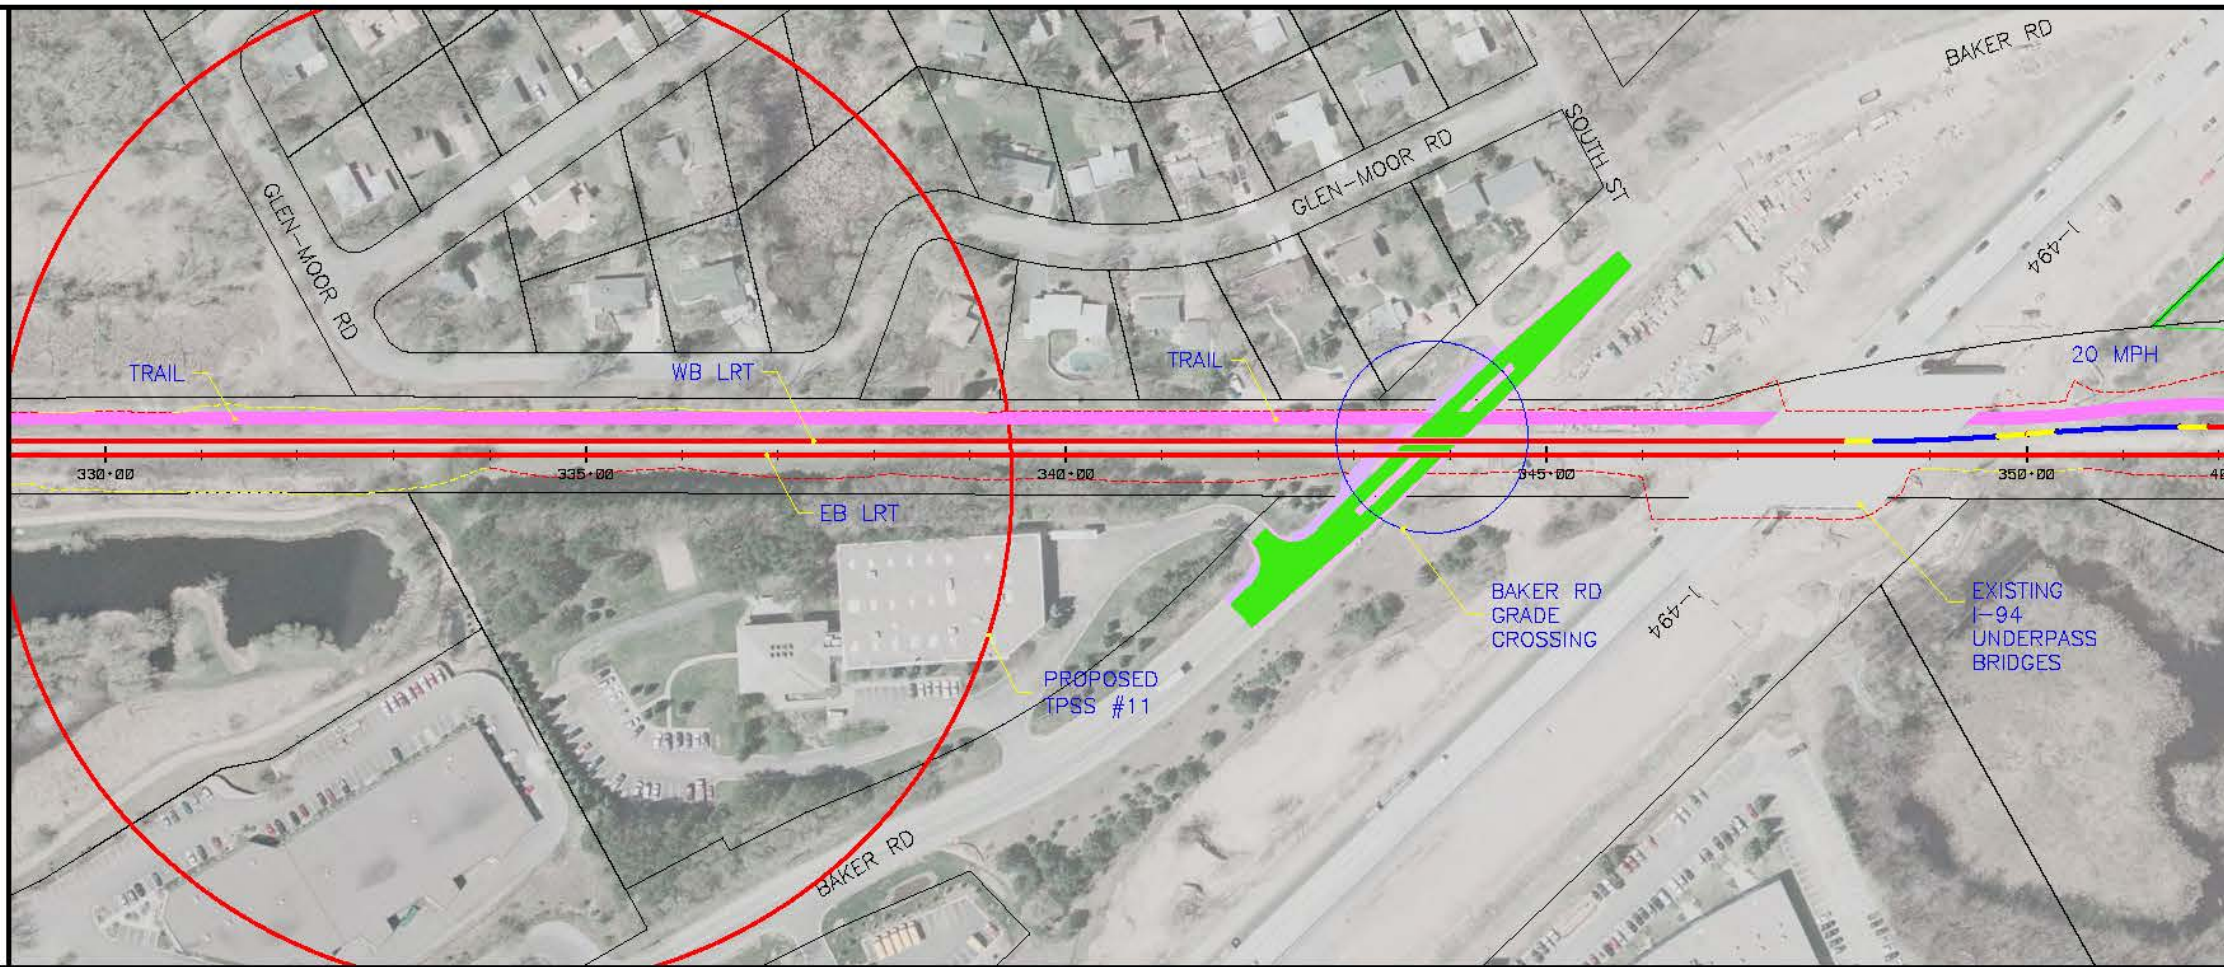 BAKER RD
SOUTH ST
GLEN-MOOR RD
GLEN-MOOR RD
I-494
20 MPH
TRAIL
WB LRT
TRAIL
330+00
335+00
340+00
345+00
350+00
EB LRT
BAKER RD
GRADE
CROSSING
I-494
EXISTING
I-94
UNDERPASS
BRIDGES
PROPOSED
TPSS #11
BAKER RD